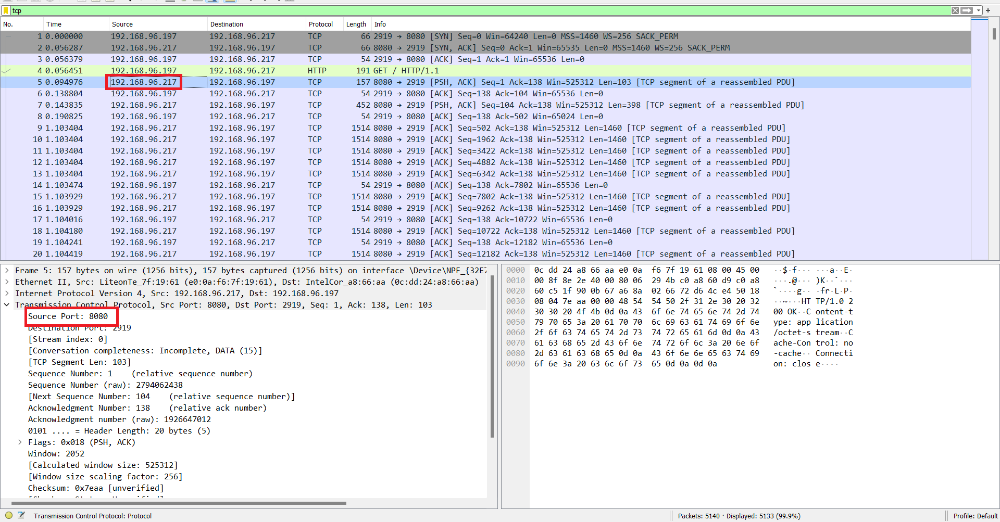 tcp
No. Time Source Destination Protocol Length Info
1 0.000000 192.168.96.197 192.168.96.217 TCP 66 2919 → 8080 [SYN] Seq=0 Win=64240 Len=0 MSS=1460 WS=256 SACK_PERM
2 0.056287 192.168.96.217 192.168.96.197 TCP 66 8080 → 2919 [SYN, ACK] Seq=0 Ack=1 Win=65535 Len=0 MSS=1460 WS=256 SACK_PERM
3 0.056379 192.168.96.197 192.168.96.217 TCP 54 2919 → 8080 [ACK] Seq=1 Ack=1 Win=65536 Len=0
4 0.056451 192.168.96.197 192.168.96.217 HTTP 191 GET / HTTP/1.1
5 0.094976 192.168.96.217 192.168.96.197 TCP 157 8080 → 2919 [PSH, ACK] Seq=1 Ack=138 Win=525312 Len=103 [TCP segment of a reassembled PDU]
6 0.138804 192.168.96.197 192.168.96.217 TCP 54 2919 → 8080 [ACK] Seq=138 Ack=104 Win=65536 Len=0
7 0.143835 192.168.96.217 192.168.96.197 TCP 452 8080 → 2919 [PSH, ACK] Seq=104 Ack=138 Win=525312 Len=398 [TCP segment of a reassembled PDU]
8 0.190825 192.168.96.197 192.168.96.217 TCP 54 2919 → 8080 [ACK] Seq=138 Ack=502 Win=65024 Len=0
9 1.103404 192.168.96.217 192.168.96.197 TCP 1514 8080 → 2919 [ACK] Seq=502 Ack=138 Win=525312 Len=1460 [TCP segment of a reassembled PDU]
10 1.103404 192.168.96.217 192.168.96.197 TCP 1514 8080 → 2919 [ACK] Seq=1962 Ack=138 Win=525312 Len=1460 [TCP segment of a reassembled PDU]
11 1.103404 192.168.96.217 192.168.96.197 TCP 1514 8080 → 2919 [ACK] Seq=3422 Ack=138 Win=525312 Len=1460 [TCP segment of a reassembled PDU]
12 1.103404 192.168.96.217 192.168.96.197 TCP 1514 8080 → 2919 [ACK] Seq=4882 Ack=138 Win=525312 Len=1460 [TCP segment of a reassembled PDU]
13 1.103404 192.168.96.217 192.168.96.197 TCP 1514 8080 → 2919 [ACK] Seq=6342 Ack=138 Win=525312 Len=1460 [TCP segment of a reassembled PDU]
14 1.103474 192.168.96.197 192.168.96.217 TCP 54 2919 → 8080 [ACK] Seq=138 Ack=7802 Win=65536 Len=0
15 1.103929 192.168.96.217 192.168.96.197 TCP 1514 8080 → 2919 [ACK] Seq=7802 Ack=138 Win=525312 Len=1460 [TCP segment of a reassembled PDU]
16 1.103929 192.168.96.217 192.168.96.197 TCP 1514 8080 → 2919 [ACK] Seq=9262 Ack=138 Win=525312 Len=1460 [TCP segment of a reassembled PDU]
17 1.104016 192.168.96.197 192.168.96.217 TCP 54 2919 → 8080 [ACK] Seq=138 Ack=10722 Win=65536 Len=0
18 1.104180 192.168.96.217 192.168.96.197 TCP 1514 8080 → 2919 [ACK] Seq=10722 Ack=138 Win=525312 Len=1460 [TCP segment of a reassembled PDU]
19 1.104241 192.168.96.197 192.168.96.217 TCP 54 2919 → 8080 [ACK] Seq=138 Ack=12182 Win=65536 Len=0
20 1.104419 192.168.96.217 192.168.96.197 TCP 1514 8080 → 2919 [ACK] Seq=12182 Ack=138 Win=525312 Len=1460 [TCP segment of a reassembled PDU]
Frame 5: 157 bytes on wire (1256 bits), 157 bytes captured (1256 bits) on interface \Device\NPF_{32E7
Ethernet II, Src: LiteonTe_7f:19:61 (e0:0a:f6:7f:19:61), Dst: IntelCor_a8:66:aa (0c:dd:24:a8:66:aa)
Internet Protocol Version 4, Src: 192.168.96.217, Dst: 192.168.96.197
Transmission Control Protocol, Src Port: 8080, Dst Port: 2919, Seq: 1, Ack: 138, Len: 103
Source Port: 8080
Destination Port: 2919
[Stream index: 0]
[Conversation completeness: Incomplete, DATA (15)]
[TCP Segment Len: 103]
Sequence Number: 1 (relative sequence number)
Sequence Number (raw): 2794062438
[Next Sequence Number: 104 (relative sequence number)]
Acknowledgment Number: 138 (relative ack number)
Acknowledgment number (raw): 1926647012
0101 .... = Header Length: 20 bytes (5)
Flags: 0x018 (PSH, ACK)
Window: 2052
[Calculated window size: 525312]
[Window size scaling factor: 256]
Checksum: 0x7eaa [unverified]
0000 0c dd 24 a8 66 aa e0 0a f6 7f 19 61 08 00 45 00 ··$·f··· ···a··E·
0010 00 8f 8e 2e 40 00 80 06 29 4b c0 a8 60 d9 c0 a8 ···.@··· )K··`···
0020 60 c5 1f 90 0b 67 a6 8a 02 66 72 d6 4c e4 50 18 `····g·· ·fr·L·P·
0030 08 04 7e aa 00 00 48 54 54 50 2f 31 2e 30 20 32 ··~···HT TP/1.0 2
0040 30 30 20 4f 4b 0d 0a 43 6f 6e 74 65 6e 74 2d 74 00 OK··C ontent-t
0050 79 70 65 3a 20 61 70 70 6c 69 63 61 74 69 6f 6e ype: app lication
0060 2f 6f 63 74 65 74 2d 73 74 72 65 61 6d 0d 0a 43 /octet-s tream··C
0070 61 63 68 65 2d 43 6f 6e 74 72 6f 6c 3a 20 6e 6f ache-Con trol: no
0080 2d 63 61 63 68 65 0d 0a 43 6f 6e 6e 65 63 74 69 -cache·· Connecti
0090 6f 6e 3a 20 63 6c 6f 73 65 0d 0a 0d 0a on: clos e····
Transmission Control Protocol: Protocol
Packets: 5140 · Displayed: 5133 (99.9%)
Profile: Default